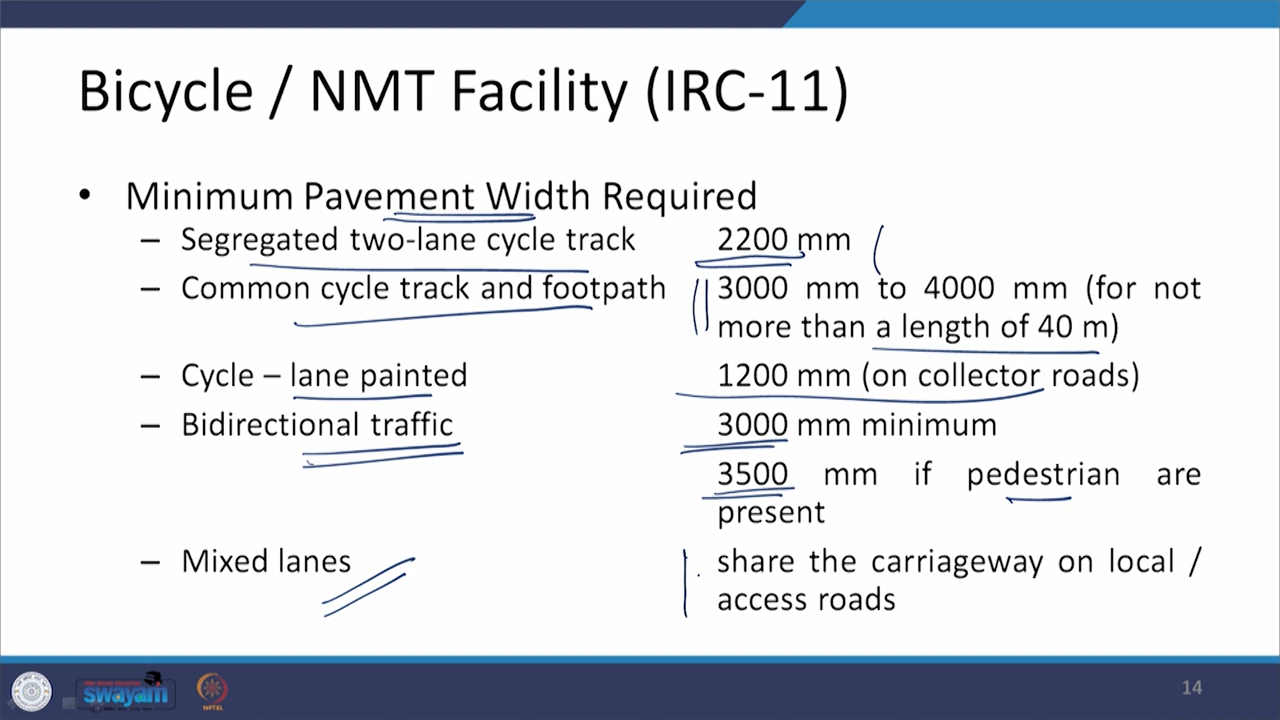 Bicycle / NMT Facility (IRC-11)
• Minimum Pavement Width Required
– Segregated two-lane cycle track 2200 mm
– Common cycle track and footpath 3000 mm to 4000 mm (for not
more than a length of 40 m)
– Cycle – lane painted 1200 mm (on collector roads)
– Bidirectional traffic 3000 mm minimum
3500 mm if pedestrian are
present
– Mixed lanes share the carriageway on local /
access roads
swayam
NPTEL
14